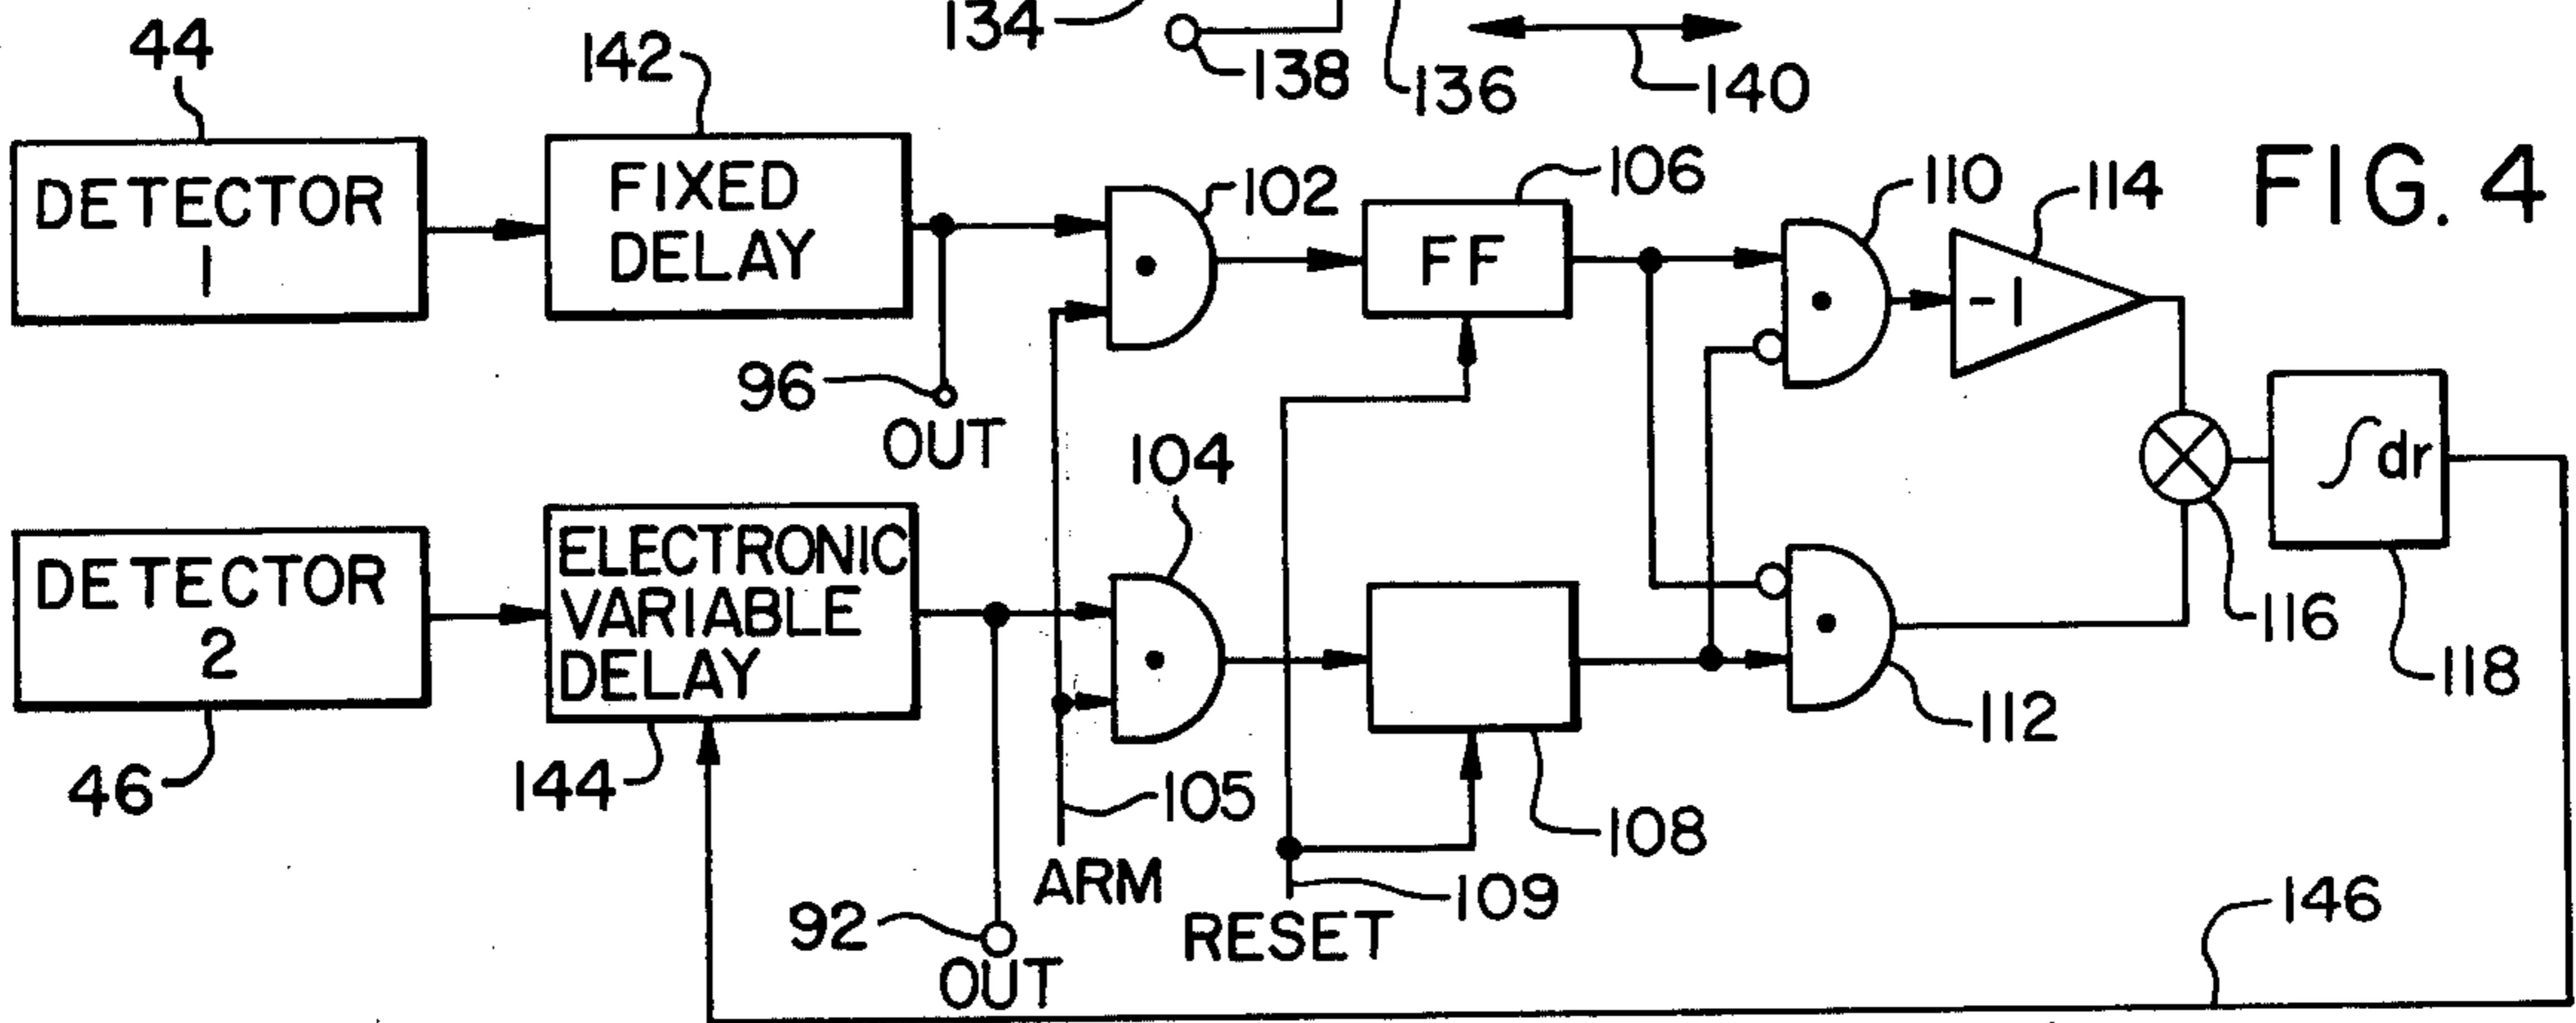 134
138
136
140
44
142
102
106
110
114
FIG. 4
DETECTOR
1
FIXED
DELAY
FF
-1
96
OUT
104
∫dr
DETECTOR
2
ELECTRONIC
VARIABLE
DELAY
116
118
112
46
144
105
108
ARM
109
92
OUT
RESET
146